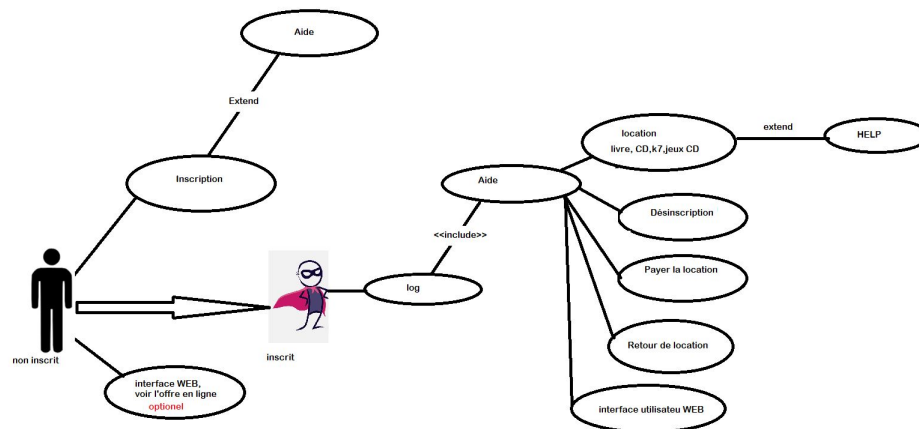 Aide
Extend
Inscription
non inscrit
interface WEB,
voir l'offre en ligne
optionel
inscrit
log
<<include>>
Aide
location
livre, CD,k7,jeux CD
extend
HELP
Désinscription
Payer la location
Retour de location
interface utilisateu WEB